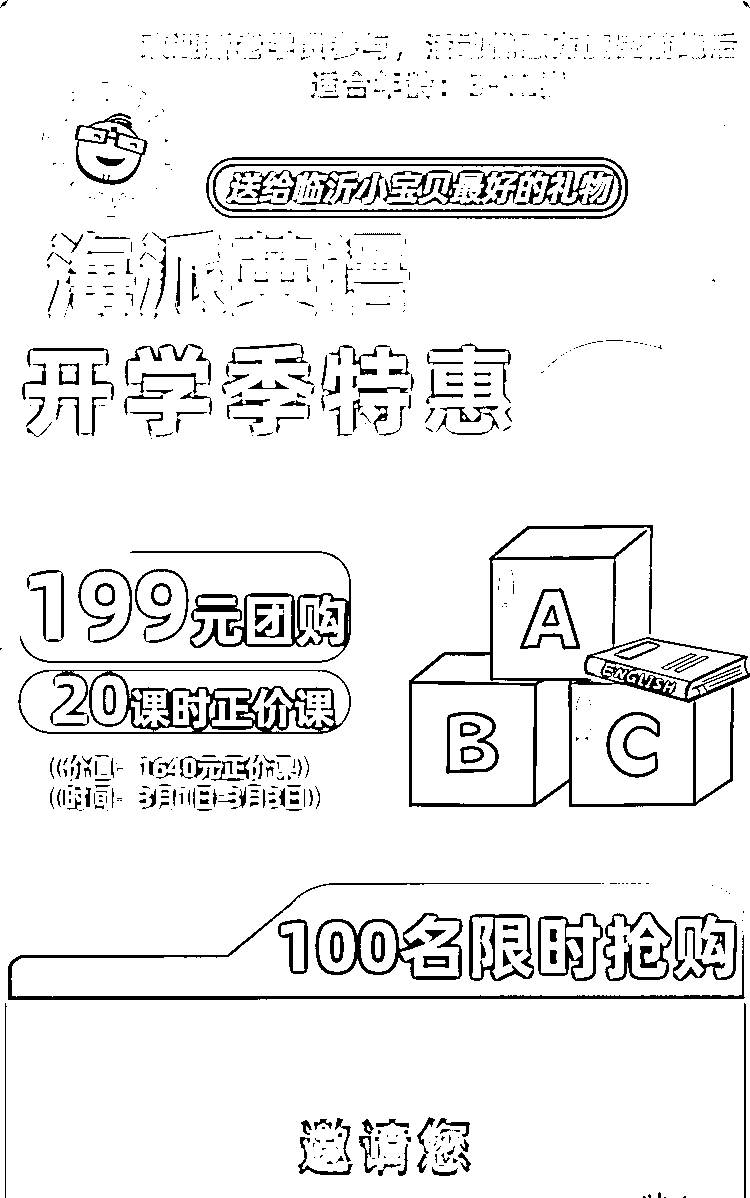 适合年龄：3-12岁
送给临沂小宝贝最好的礼物
海派英语
开学季特惠
199元团购
20课时正价课
A
ENGLISH
B
C
((价值- 1640元正价课))
((时间- 3月1日-3月3日))
100名限时抢购
邀请您